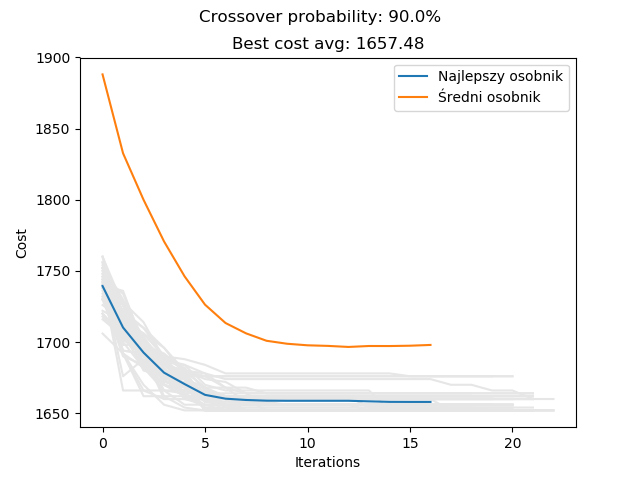 Crossover probability: 90.0%
Best cost avg: 1657.48
Najlepszy osobnik
Średni osobnik
1900
1850
1800
1750
1700
1650
Cost
0 5 10 15 20
Iterations